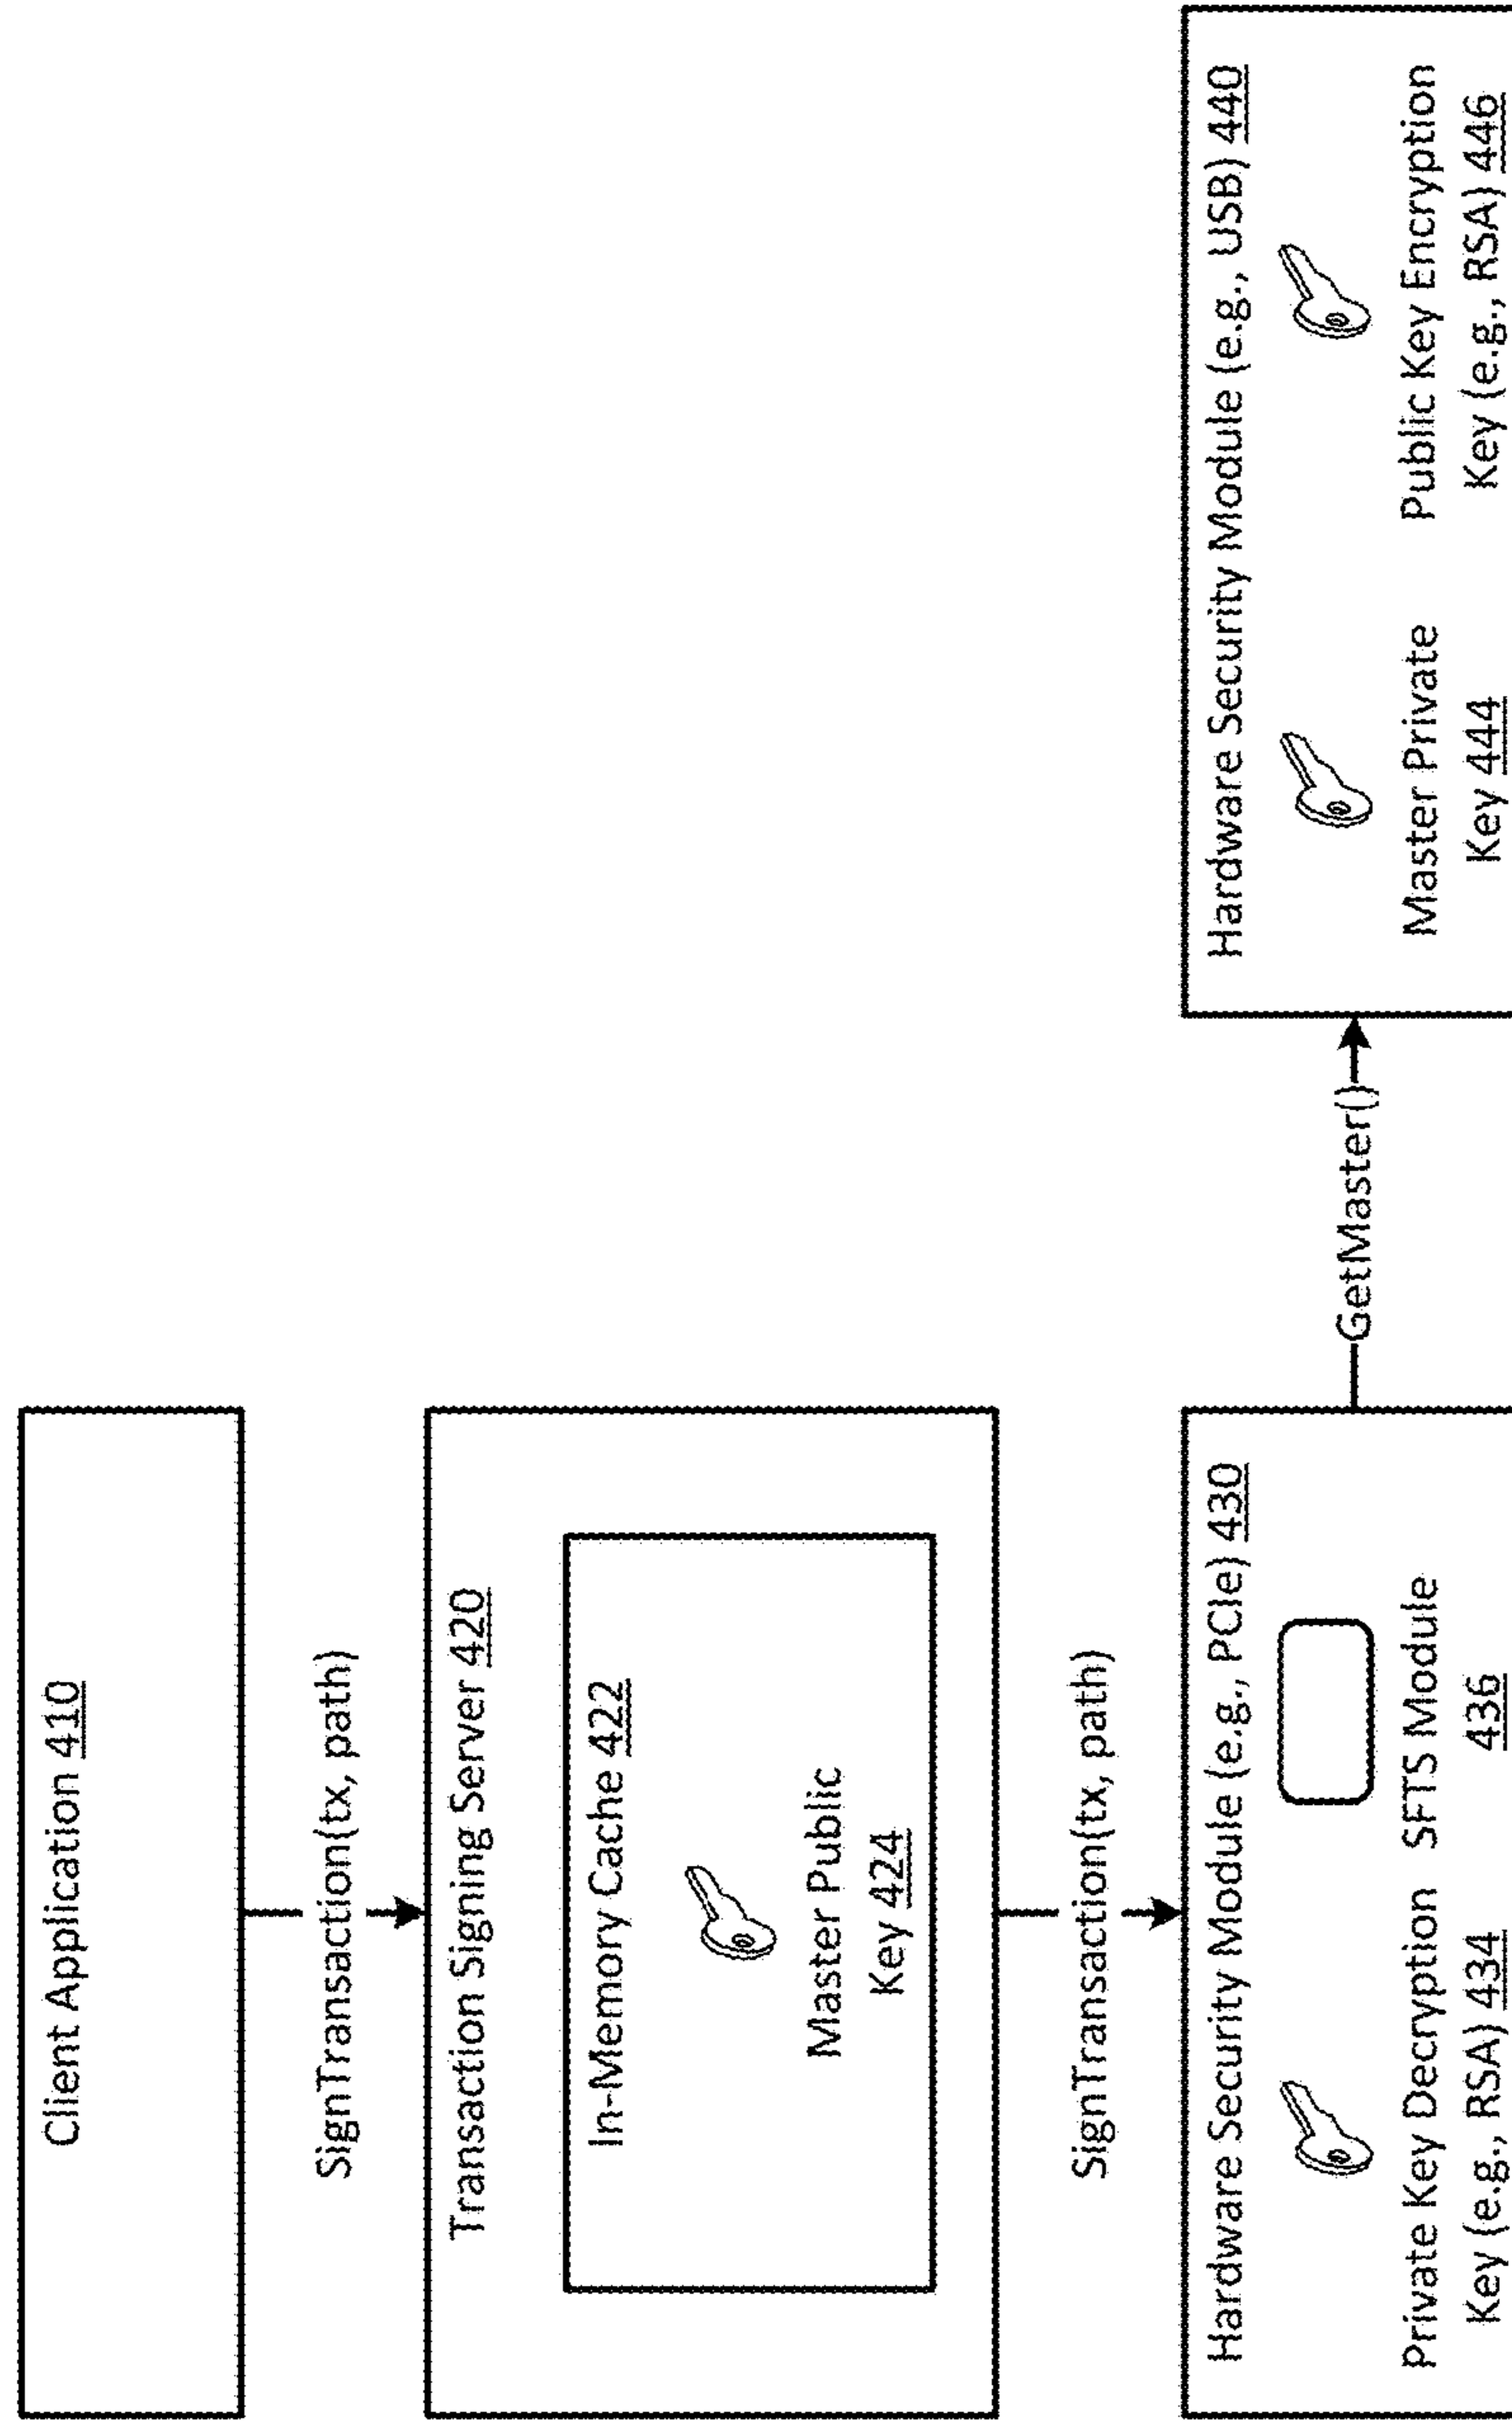 Client Application 410
SignTransaction(tx, path)
Transaction Signing Server 420
In-Memory Cache 422
Master Public
Key 424
SignTransaction(tx, path)
Hardware Security Module (e.g., PCIe) 430
Private Key Decryption
Key (e.g., RSA) 434
SFTS Module
436
GetMaster()
Hardware Security Module (e.g., USB) 440
Master Private
Key 444
Public Key Encryption
Key (e.g., RSA) 446